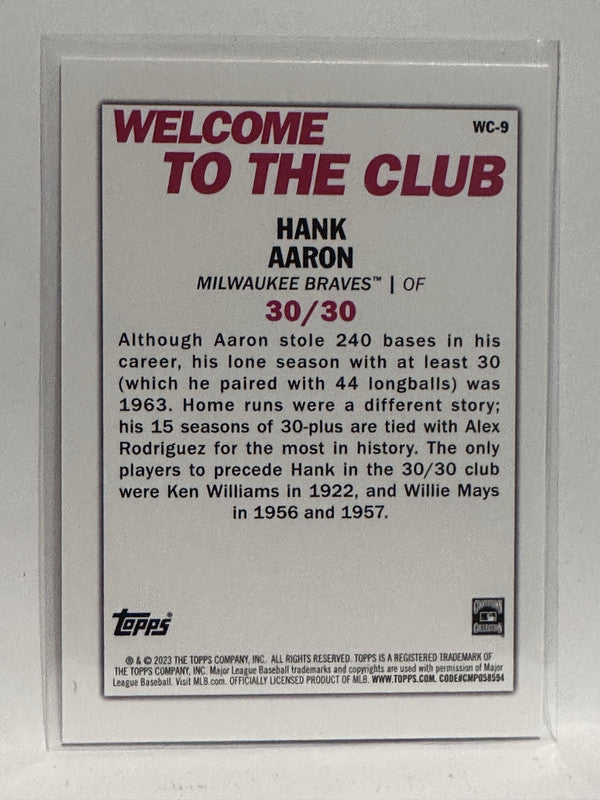 WELCOME
WC-9
TO THE CLUB
HANK
AARON
MILWAUKEE BRAVES™ | OF
30/30
Although Aaron stole 240 bases in his
career, his lone season with at least 30
(which he paired with 44 longballs) was
1963. Home runs were a different story;
his 15 seasons of 30-plus are tied with Alex
Rodriguez for the most in history. The only
players to precede Hank in the 30/30 club
were Ken Williams in 1922, and Willie Mays
in 1956 and 1957.
Topps®
COOPERSTOWN
COLLECTION
® & © 2023 THE TOPPS COMPANY, INC. ALL RIGHTS RESERVED. TOPPS IS A REGISTERED TRADEMARK OF
THE TOPPS COMPANY, INC. Major League Baseball trademarks and copyrights are used with permission of Major
League Baseball. Visit MLB.com. OFFICIALLY LICENSED PRODUCT OF MLB. WWW.TOPPS.COM. CODE#CMP058594